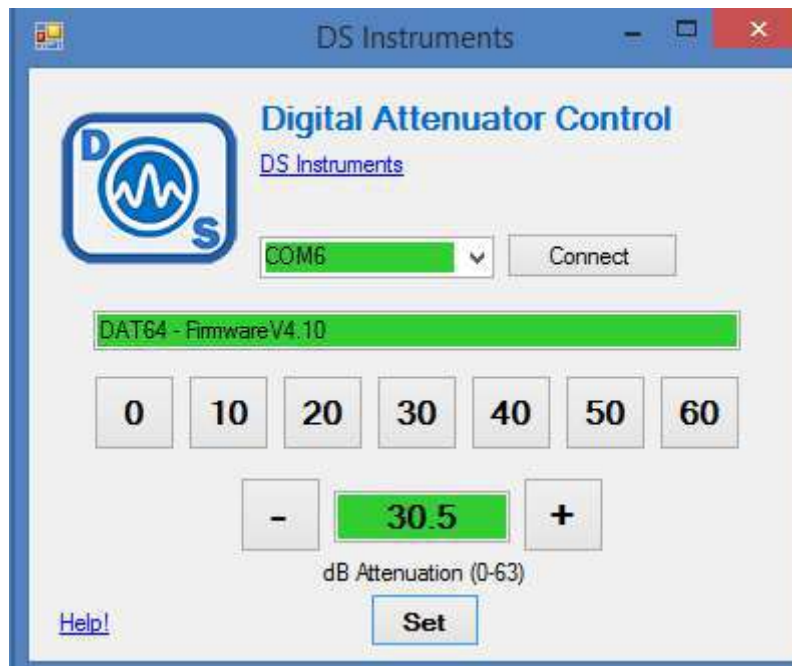 DS Instruments
Digital Attenuator Control
D
S
DS Instruments
COM6 Connect
DAT64 - FirmwareV4.10
0 10 20 30 40 50 60
- 30.5 +
dB Attenuation (0-63)
Help! Set